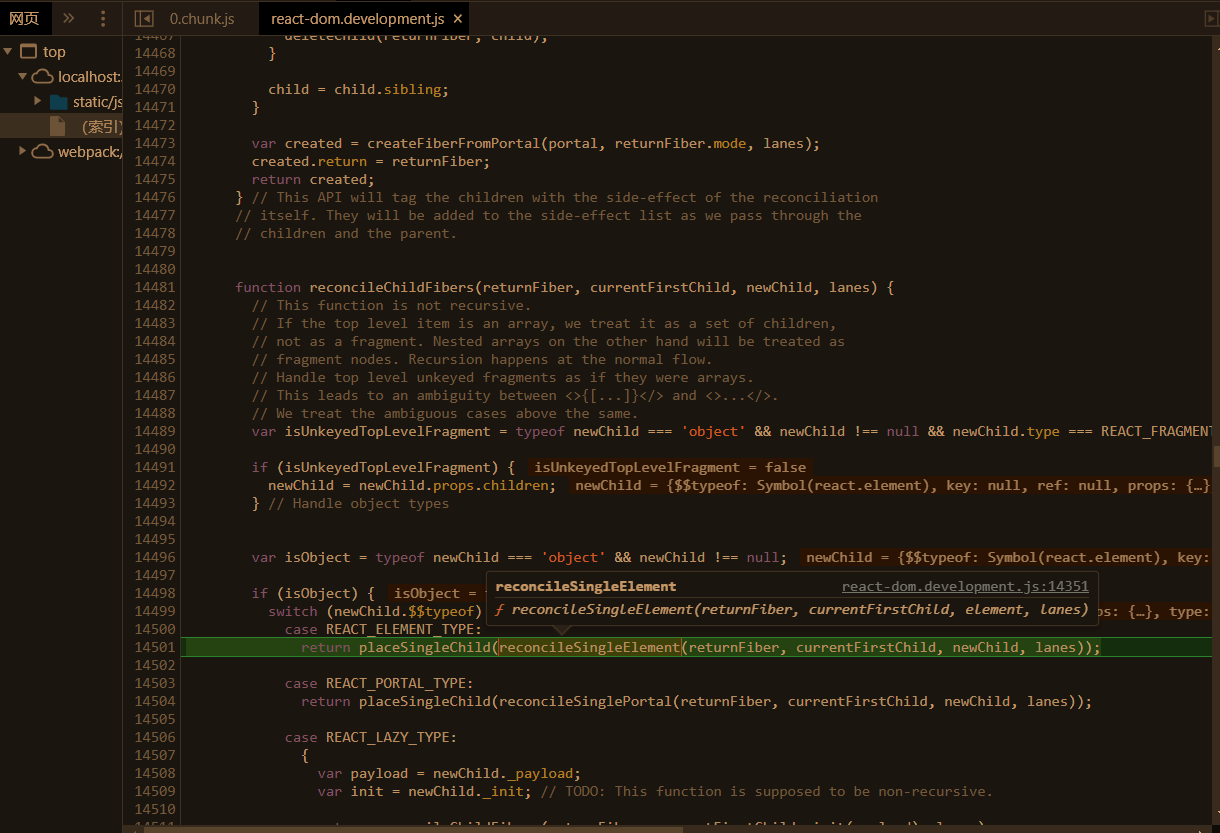 网页 » 0.chunk.js react-dom.development.js ×
top
localhost:
static/js
(索引)
webpack:/
14467 deleteChild(returnFiber, child);
14468 }
14469
14470 child = child.sibling;
14471 }
14472
14473 var created = createFiberFromPortal(portal, returnFiber.mode, lanes);
14474 created.return = returnFiber;
14475 return created;
14476 } // This API will tag the children with the side-effect of the reconciliation
14477 // itself. They will be added to the side-effect list as we pass through the
14478 // children and the parent.
14479
14480
14481 function reconcileChildFibers(returnFiber, currentFirstChild, newChild, lanes) {
14482 // This function is not recursive.
14483 // If the top level item is an array, we treat it as a set of children,
14484 // not as a fragment. Nested arrays on the other hand will be treated as
14485 // fragment nodes. Recursion happens at the normal flow.
14486 // Handle top level unkeyed fragments as if they were arrays.
14487 // This leads to an ambiguity between <>{[...]}</> and <>...</>.
14488 // We treat the ambiguous cases above the same.
14489 var isUnkeyedTopLevelFragment = typeof newChild === 'object' && newChild !== null && newChild.type === REACT_FRAGMENT
14490
14491 if (isUnkeyedTopLevelFragment) { isUnkeyedTopLevelFragment = false
14492 newChild = newChild.props.children; newChild = {$$typeof: Symbol(react.element), key: null, ref: null, props: {…}
14493 } // Handle object types
14494
14495
14496 var isObject = typeof newChild === 'object' && newChild !== null; newChild = {$$typeof: Symbol(react.element), key:
14497
14498 if (isObject) { isObject =
reconcileSingleElement react-dom.development.js:14351
ƒ reconcileSingleElement(returnFiber, currentFirstChild, element, lanes)
14499 switch (newChild.$$typeof) ps: {…}, type:
14500 case REACT_ELEMENT_TYPE:
14501 return placeSingleChild(reconcileSingleElement(returnFiber, currentFirstChild, newChild, lanes));
14502
14503 case REACT_PORTAL_TYPE:
14504 return placeSingleChild(reconcileSinglePortal(returnFiber, currentFirstChild, newChild, lanes));
14505
14506 case REACT_LAZY_TYPE:
14507 {
14508 var payload = newChild._payload;
14509 var init = newChild._init; // TODO: This function is supposed to be non-recursive.
14510